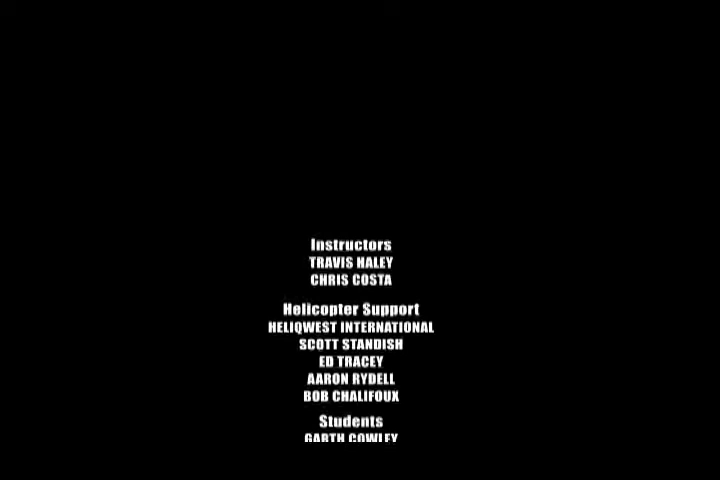 Instructors
TRAVIS HALEY
CHRIS COSTA
Helicopter Support
HELIQWEST INTERNATIONAL
SCOTT STANDISH
ED TRACEY
AARON RYDELL
BOB CHALIFOUX
Students
GARTH COWLEY